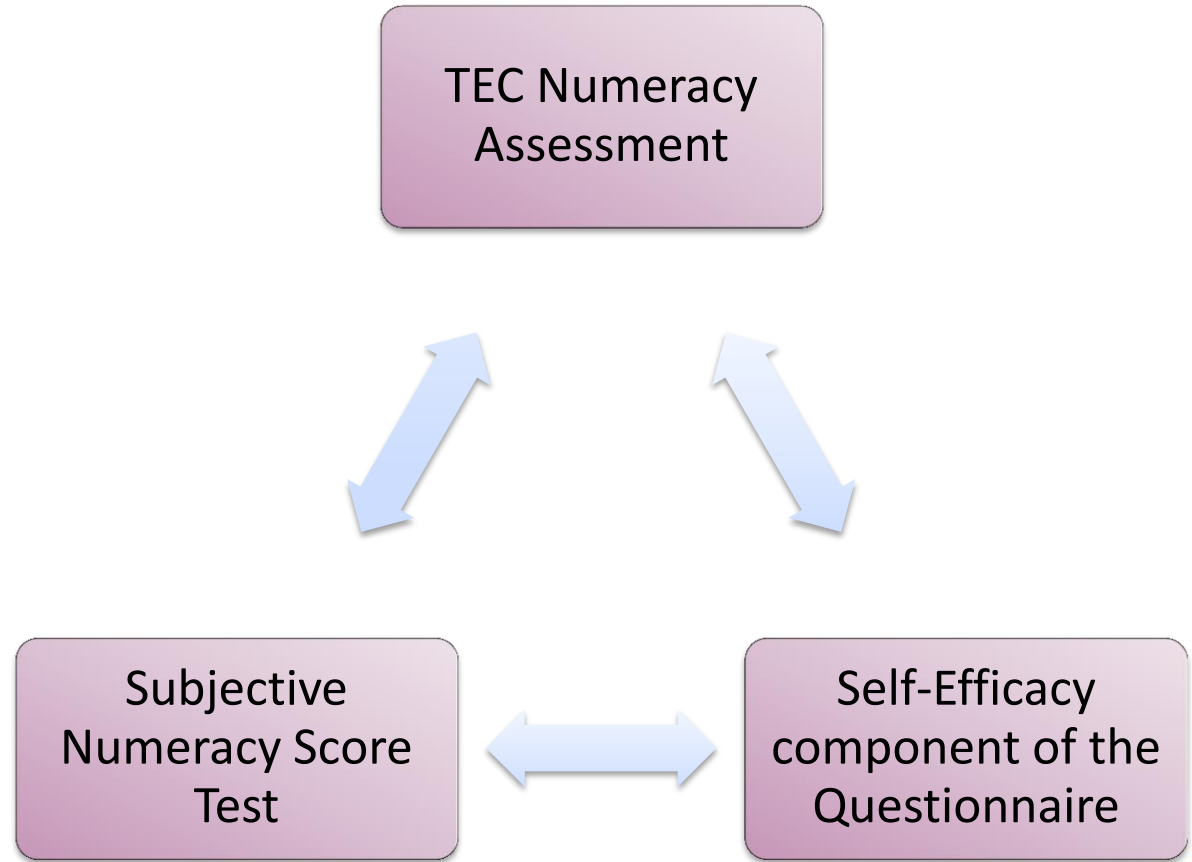 TEC Numeracy
Assessment
Subjective
Numeracy Score
Test
Self-Efficacy
component of the
Questionnaire